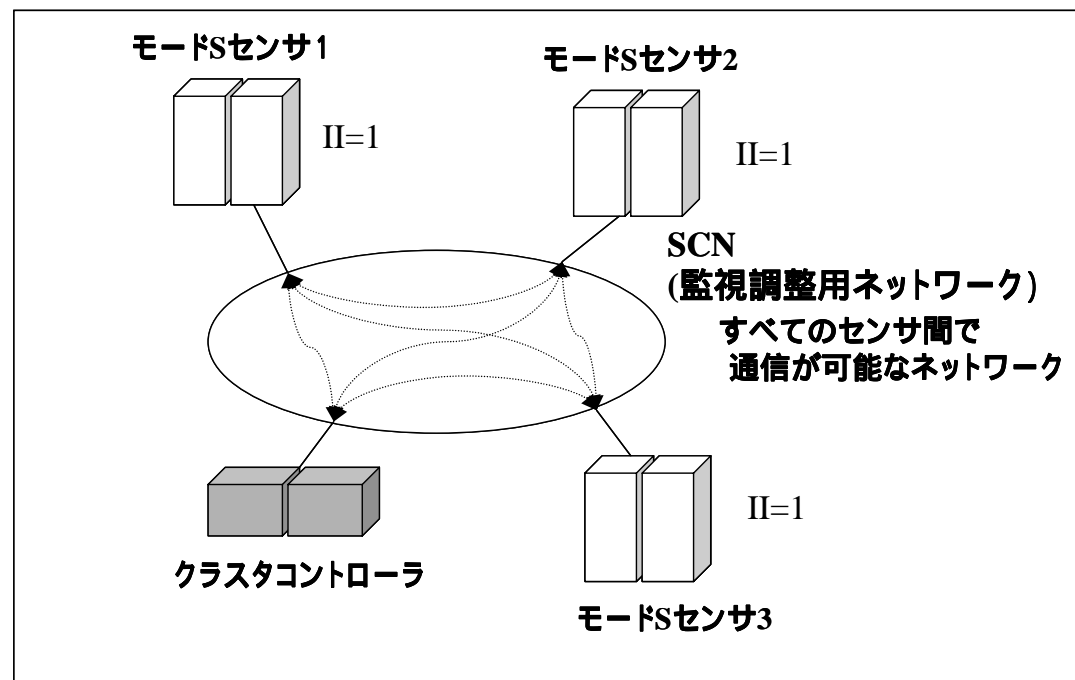 モードSセンサ1
II=1
モードSセンサ2
II=1
SCN
(監視調整用ネットワーク)
すべてのセンサ間で
通信が可能なネットワーク
クラスタコントローラ
II=1
モードSセンサ3